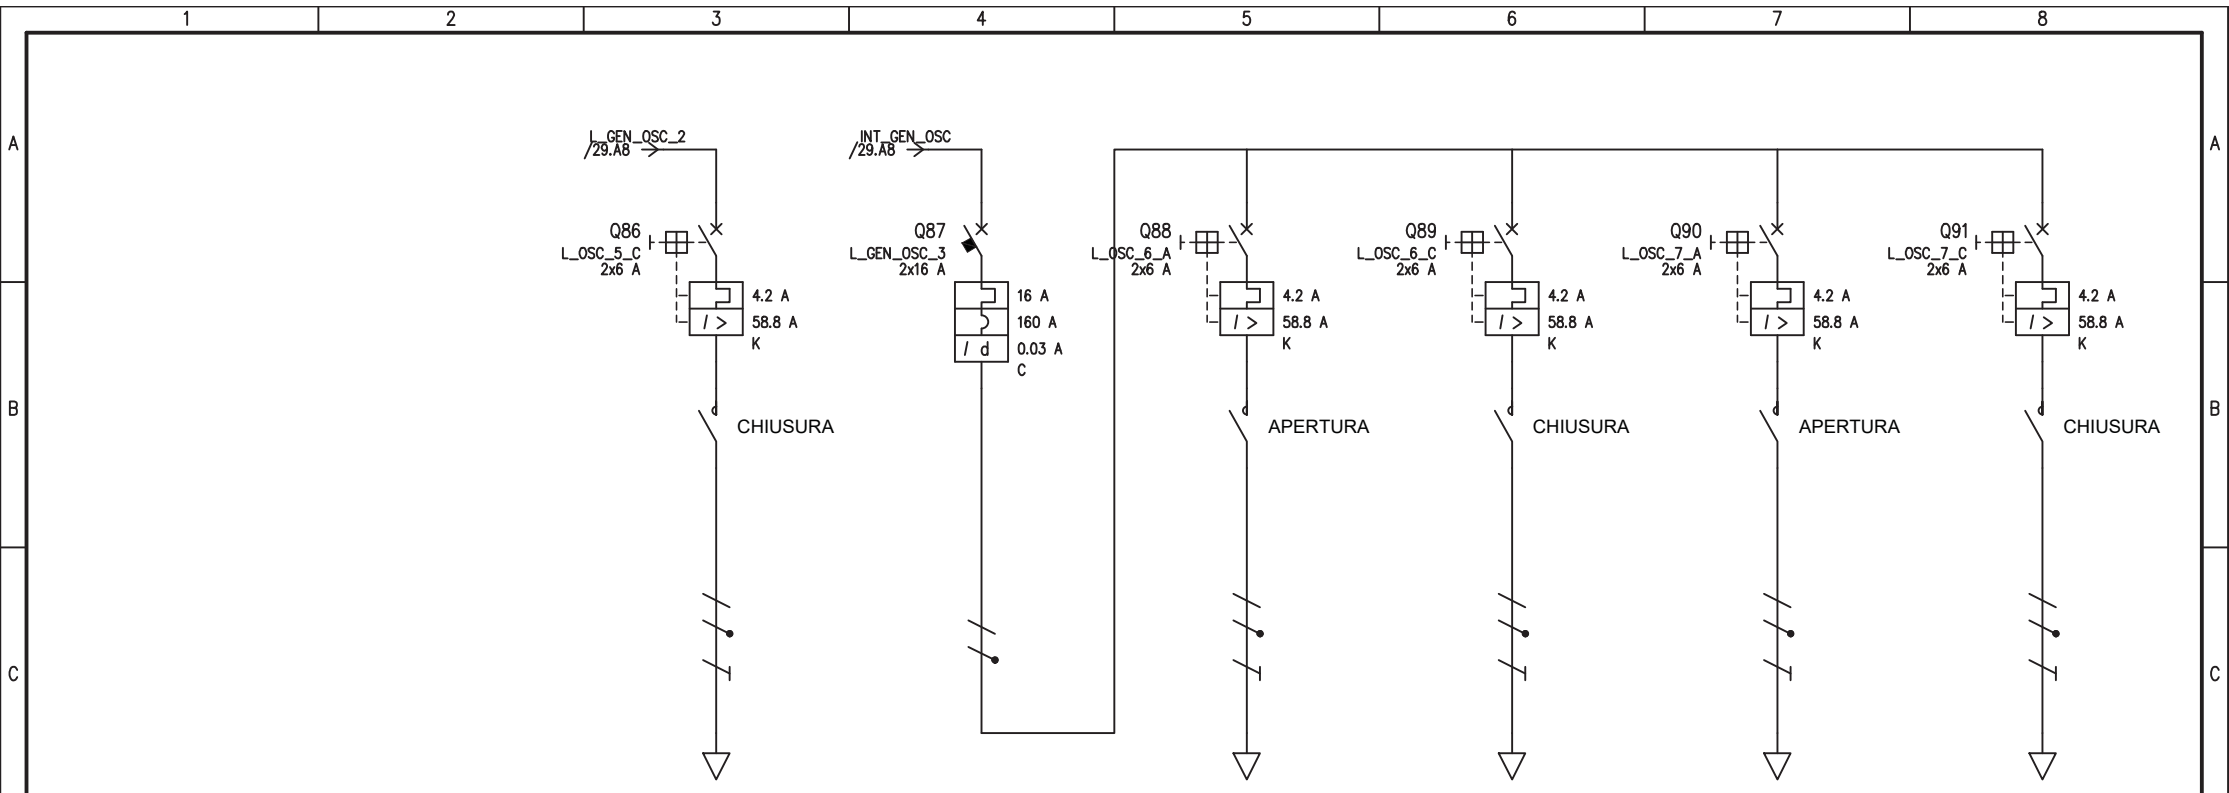 1 2 3 4 5 6 7 8
A A
L_GEN_OSC_2
/29.A8
INT_GEN_OSC
/29.A8
Q86
L_OSC_5_C
2x6 A
4.2 A
I > 58.8 A
K
CHIUSURA
Q87
L_GEN_OSC_3
2x16 A
16 A
160 A
I d 0.03 A
C
Q88
L_OSC_6_A
2x6 A
4.2 A
I > 58.8 A
K
APERTURA
Q89
L_OSC_6_C
2x6 A
4.2 A
I > 58.8 A
K
CHIUSURA
Q90
L_OSC_7_A
2x6 A
4.2 A
I > 58.8 A
K
APERTURA
Q91
L_OSC_7_C
2x6 A
4.2 A
I > 58.8 A
K
CHIUSURA
B B
C C